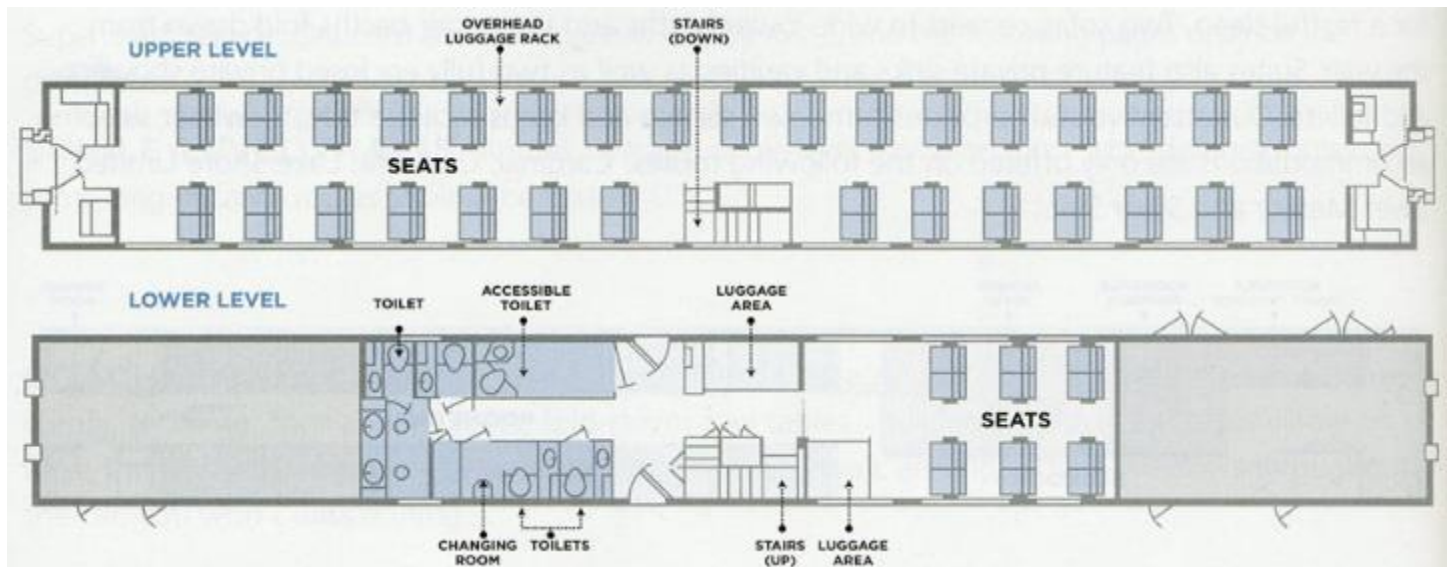 UPPER LEVEL
OVERHEAD
LUGGAGE RACK
STAIRS
(DOWN)
SEATS
LOWER LEVEL
TOILET
ACCESSIBLE
TOILET
LUGGAGE
AREA
SEATS
CHANGING
ROOM
TOILETS
STAIRS
(UP)
LUGGAGE
AREA